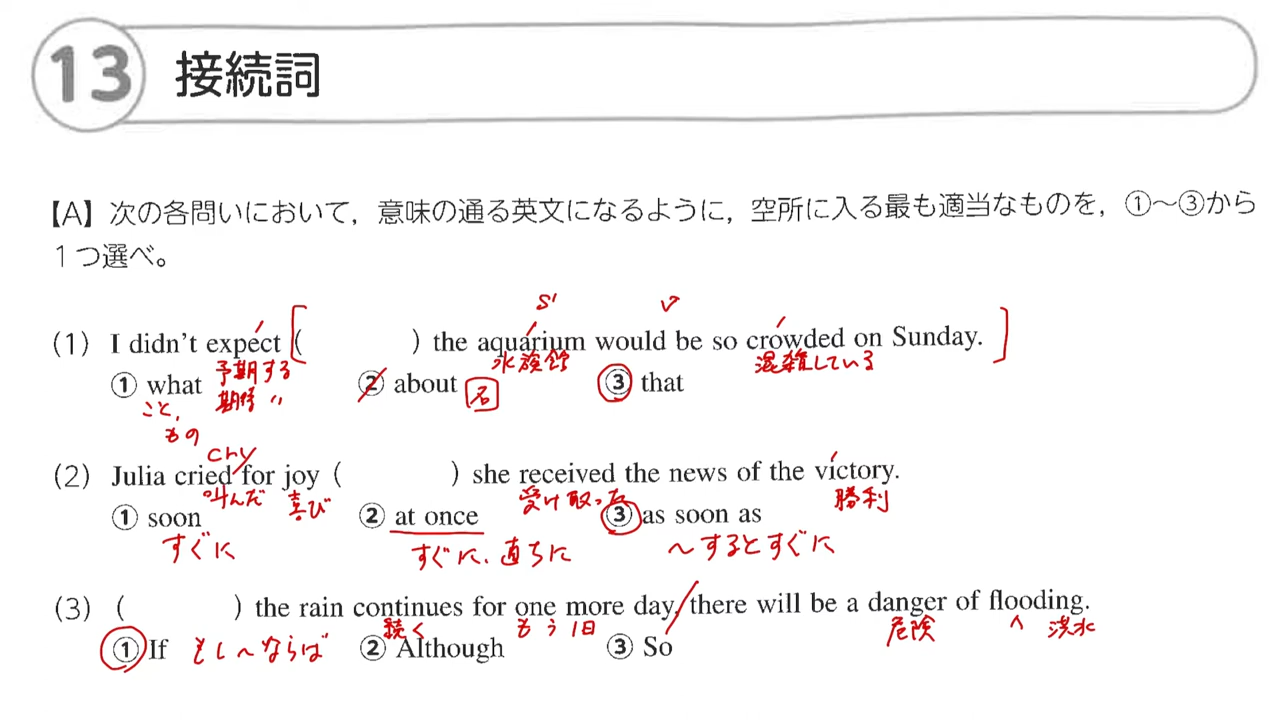 13 接続詞
【A】次の各問いにおいて，意味の通る英文になるように，空所に入る最も適当なものを，①〜③から
1つ選べ。
S' V
(1) I didn't expect ( ) the aquarium would be so crowded on Sunday.
予期する 水族館 混雑している
① what ② about ③ that
こと、 期待 〃 名
もの
cry
(2) Julia cried for joy ( ) she received the news of the victory.
叫んだ 喜び 受け取った 勝利
① soon ② at once ③ as soon as
すぐに すぐに、直ちに 〜するとすぐに
(3) ( ) the rain continues for one more day, there will be a danger of flooding.
続く もう1日 危険 洪水
① If もし〜ならば ② Although ③ So